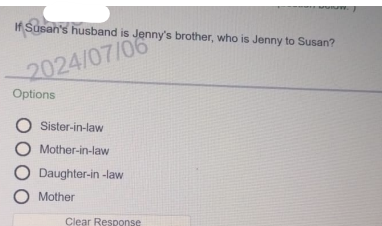 If Susan's husband is Jenny's brother, who is Jenny to Susan?
2024/07/06
Options
Sister-in-law
Mother-in-law
Daughter-in -law
Mother
Clear Response